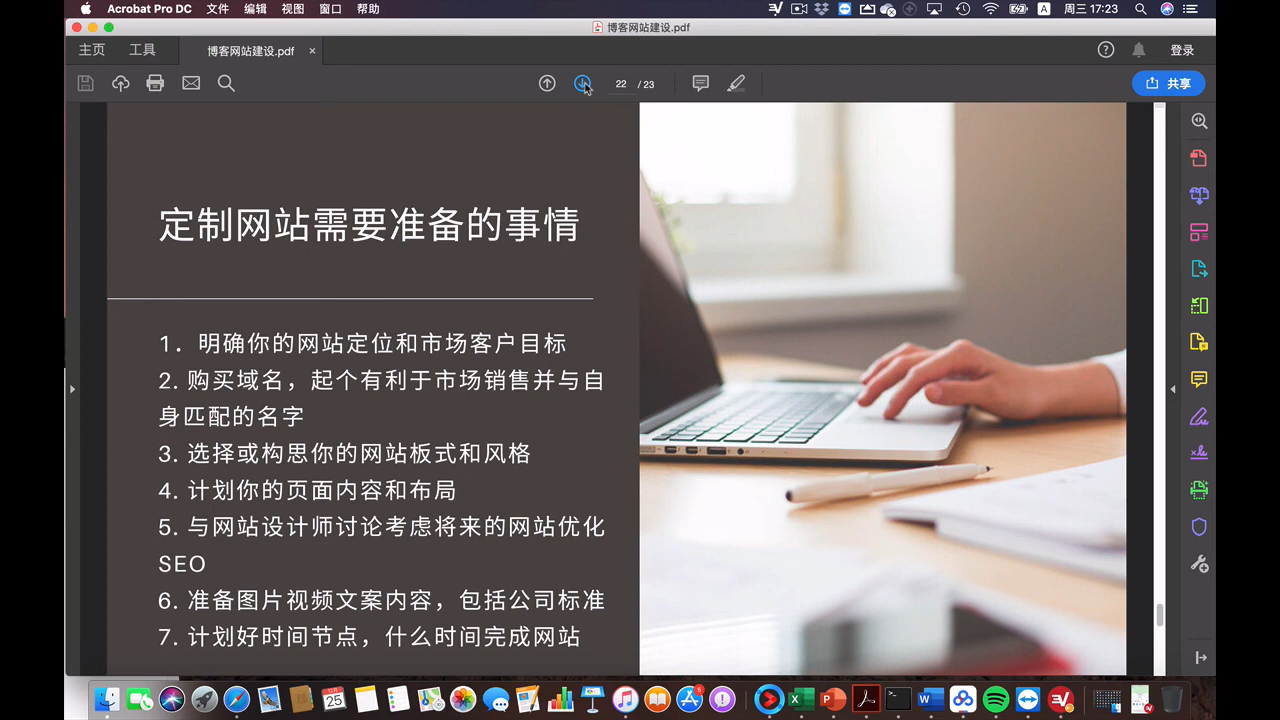 Acrobat Pro DC 文件 编辑 视图 窗口 帮助 周三 17:23
博客网站建设.pdf
主页 工具 博客网站建设.pdf × 登录
22 / 23 共享
定制网站需要准备的事情
1. 明确你的网站定位和市场客户目标
2. 购买域名，起个有利于市场销售并与自
身匹配的名字
3. 选择或构思你的网站板式和风格
4. 计划你的页面内容和布局
5. 与网站设计师讨论考虑将来的网站优化
SEO
6. 准备图片视频文案内容，包括公司标准
7. 计划好时间节点，什么时间完成网站